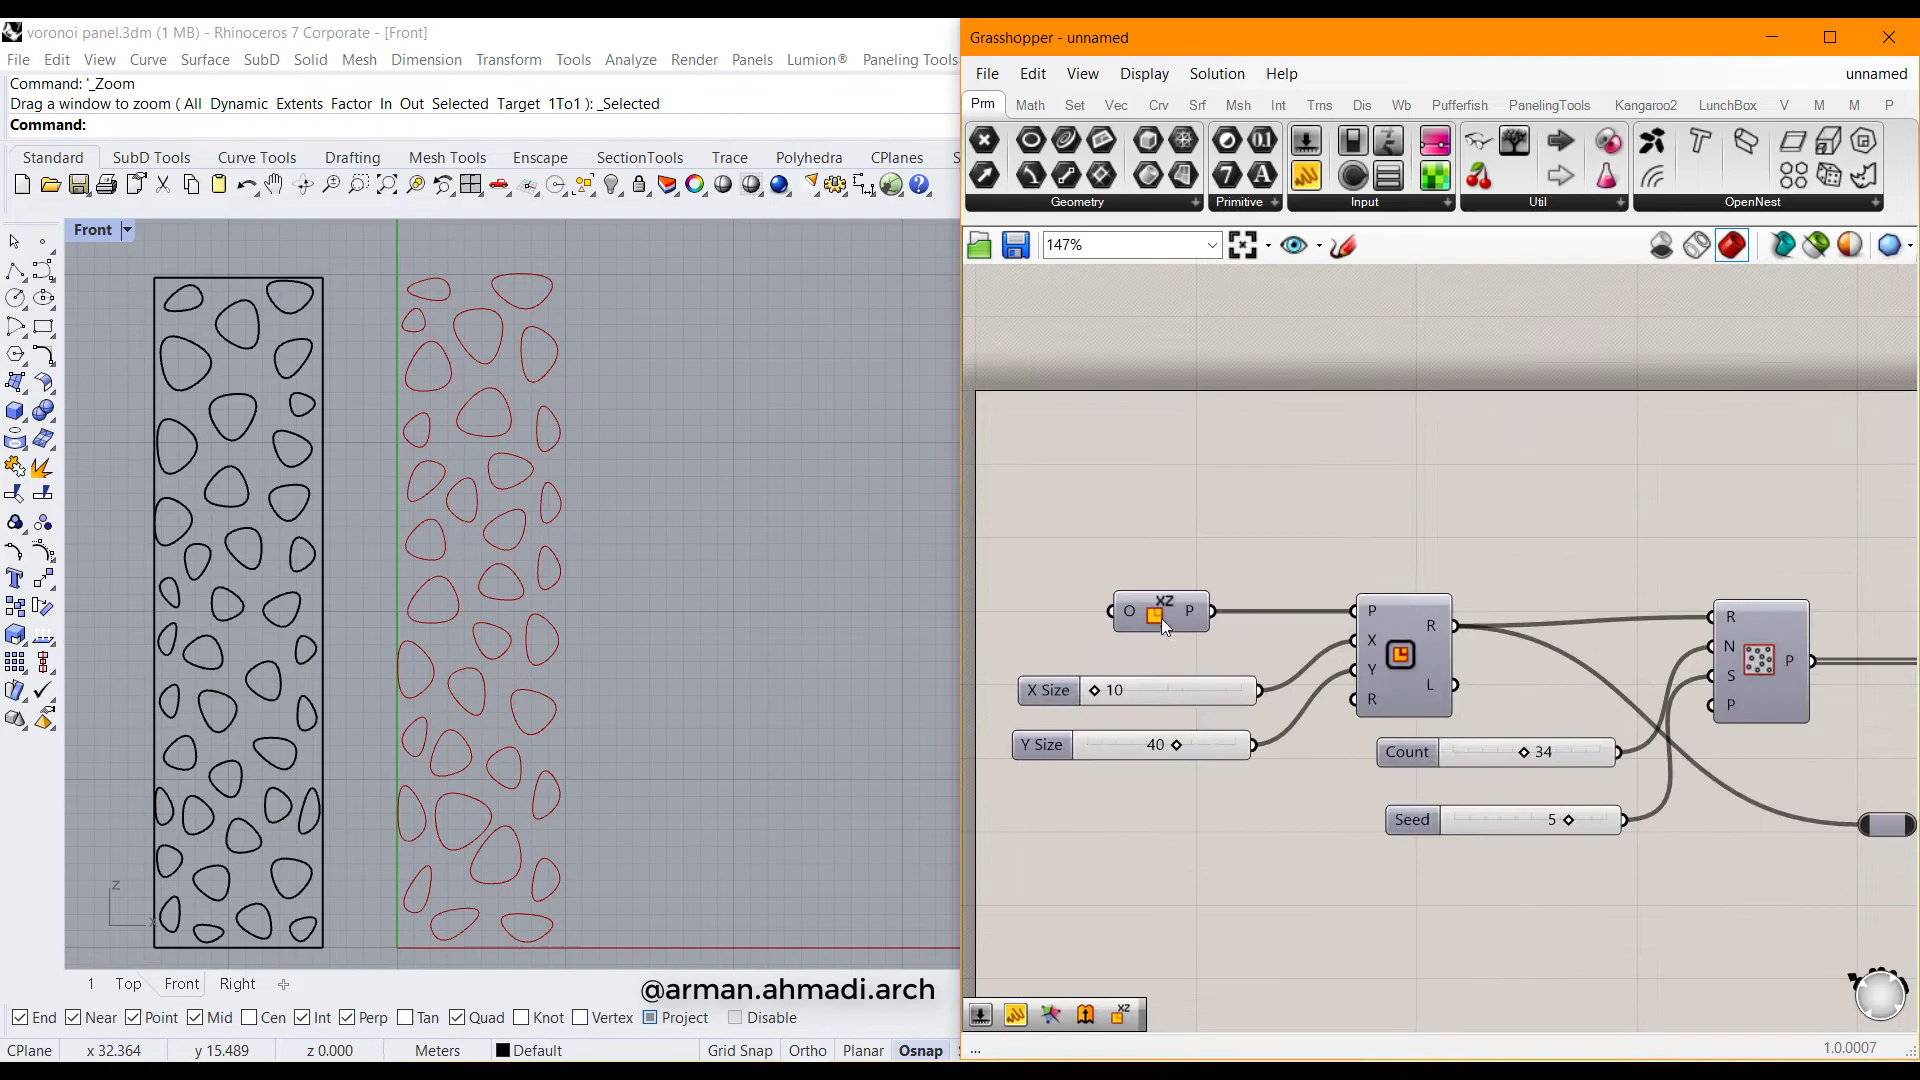 voronoi panel.3dm (1 MB) - Rhinoceros 7 Corporate - [Front]
File Edit View Curve Surface SubD Solid Mesh Dimension Transform Tools Analyze Render Panels Lumion® Paneling Tools
Command: '_Zoom
Drag a window to zoom ( All Dynamic Extents Factor In Out Selected Target 1To1 ): _Selected
Command:
Standard SubD Tools Curve Tools Drafting Mesh Tools Enscape SectionTools Trace Polyhedra CPlanes S
Front
z
x
1 Top Front Right
@arman.ahmadi.arch
End Near Point Mid Cen Int Perp Tan Quad Knot Vertex Project Disable
CPlane x 32.364 y 15.489 z 0.000 Meters Default Grid Snap Ortho Planar Osnap
Grasshopper - unnamed
File Edit View Display Solution Help unnamed
Prm Math Set Vec Crv Srf Msh Int Trns Dis Wb Pufferfish PanelingTools Kangaroo2 LunchBox V M M P
Geometry Primitive Input Util OpenNest
147%
O XZ P
P X Y R R L
X Size 10
Y Size 40
R N S P P
Count 34
Seed 5
XZ
... 1.0.0007